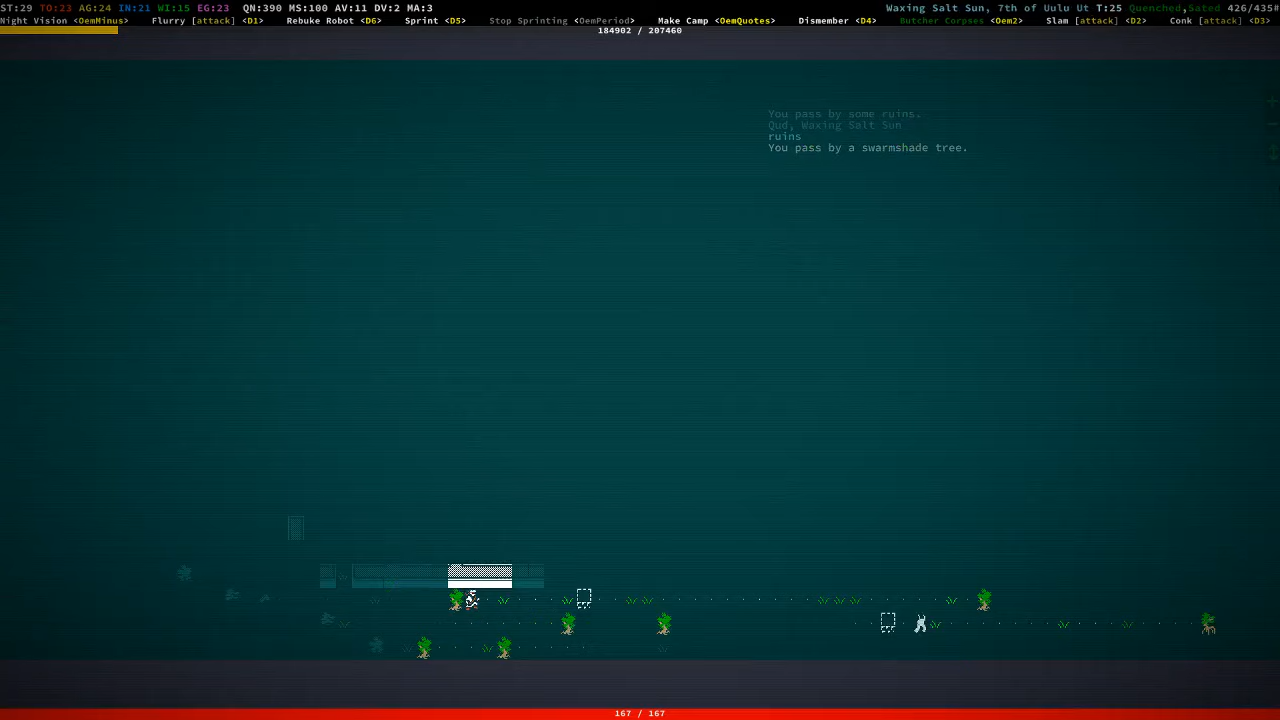 ST:29 TO:23 AG:24 IN:21 WI:15 EG:23 QN:390 MS:100 AV:11 DV:2 MA:3 Waxing Salt Sun, 7th of Uulu Ut T:25 Quenched,Sated 426/435#
Night Vision <OemMinus> Flurry [attack] <D1> Rebuke Robot <D6> Sprint <D5> Stop Sprinting <OemPeriod> Make Camp <OemQuotes> Dismember <D4> Butcher Corpses <Oem2> Slam [attack] <D2> Conk [attack] <D3>
184902 / 207460
You pass by some ruins.
Qud, Waxing Salt Sun
ruins
You pass by a swarmshade tree.
167 / 167